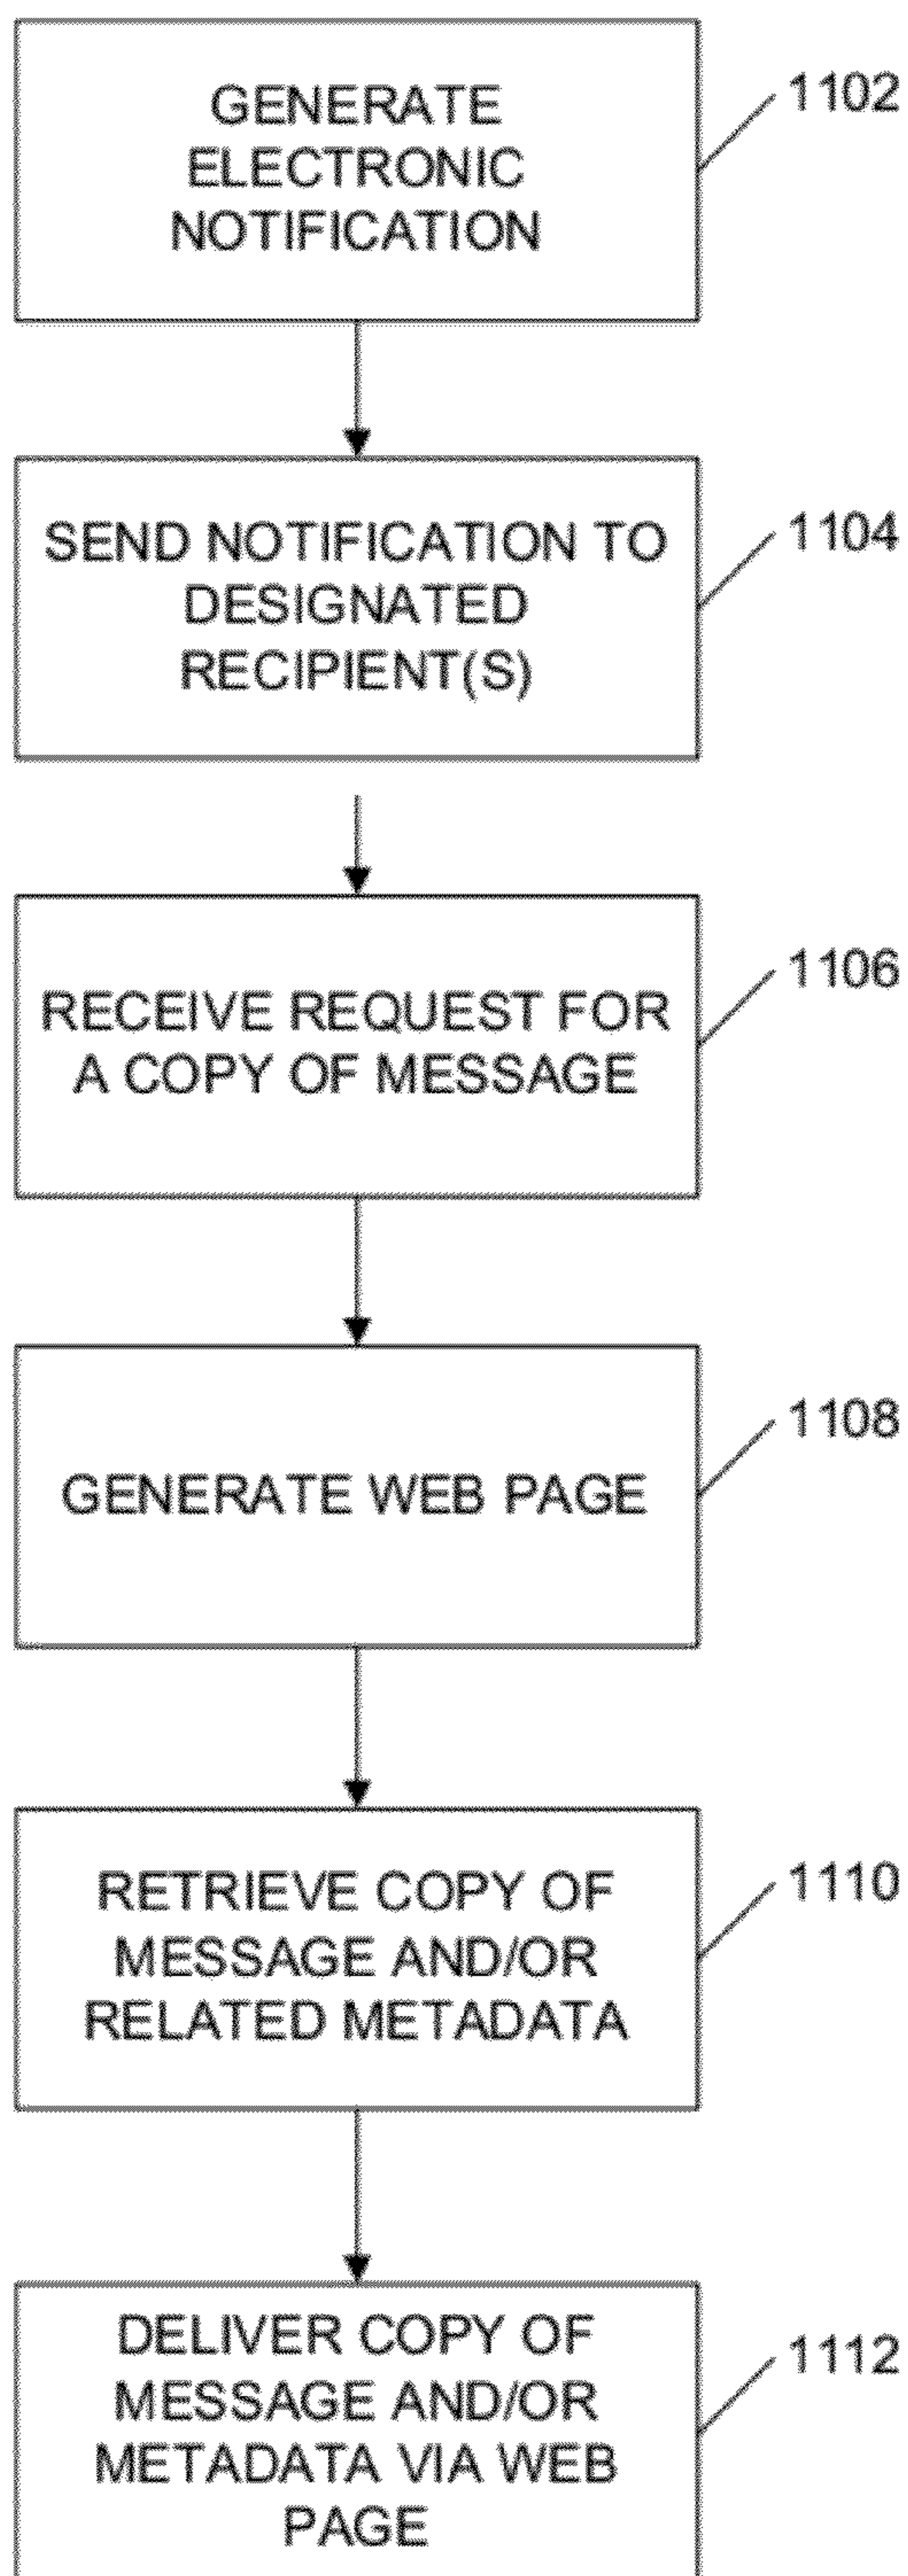 GENERATE
ELECTRONIC
NOTIFICATION
1102
SEND NOTIFICATION TO
DESIGNATED
RECIPIENT(S)
1104
RECEIVE REQUEST FOR
A COPY OF MESSAGE
1106
GENERATE WEB PAGE
1108
RETRIEVE COPY OF
MESSAGE AND/OR
RELATED METADATA
1110
DELIVER COPY OF
MESSAGE AND/OR
METADATA VIA WEB
PAGE
1112